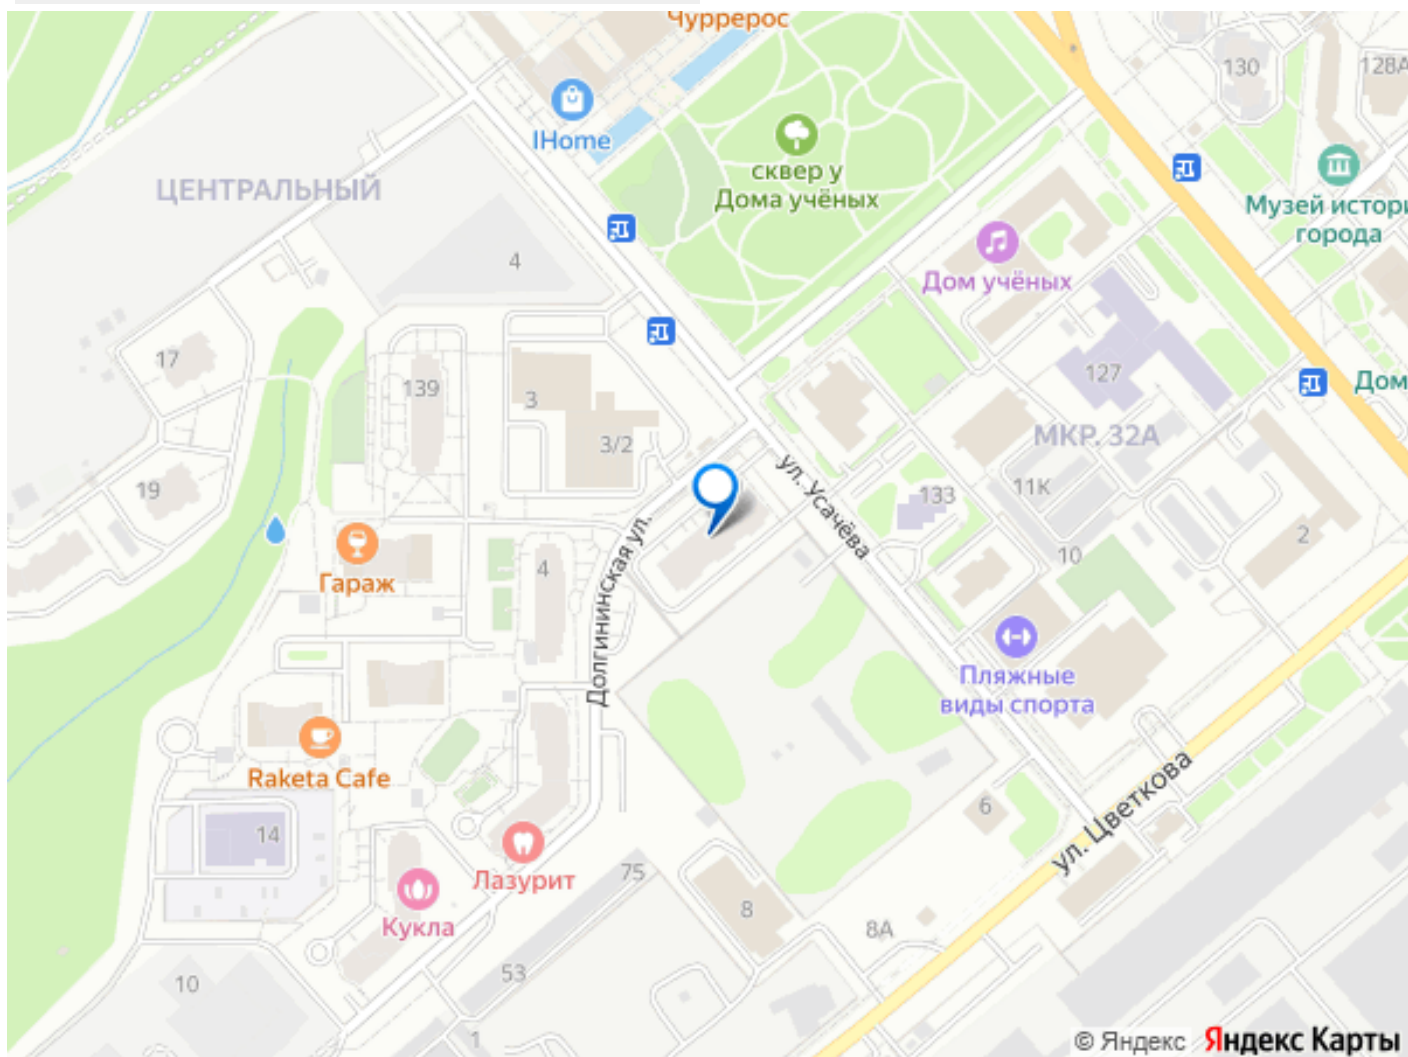 Чуррерос
130
128А
IHome
сквер у
Дома учёных
ЦЕНТРАЛЬНЫЙ
Музей истори
города
4
Дом учёных
17
139
3
127
Дом
3/2
МКР. 32А
ул. Усачёва
19
133
11К
2
Долгининская ул.
10
Гараж
4
Пляжные
виды спорта
Raketa Cafe
ул. Цветкова
6
14
Лазурит
75
Кукла
8
8А
53
10
1
© Яндекс Яндекс Карты